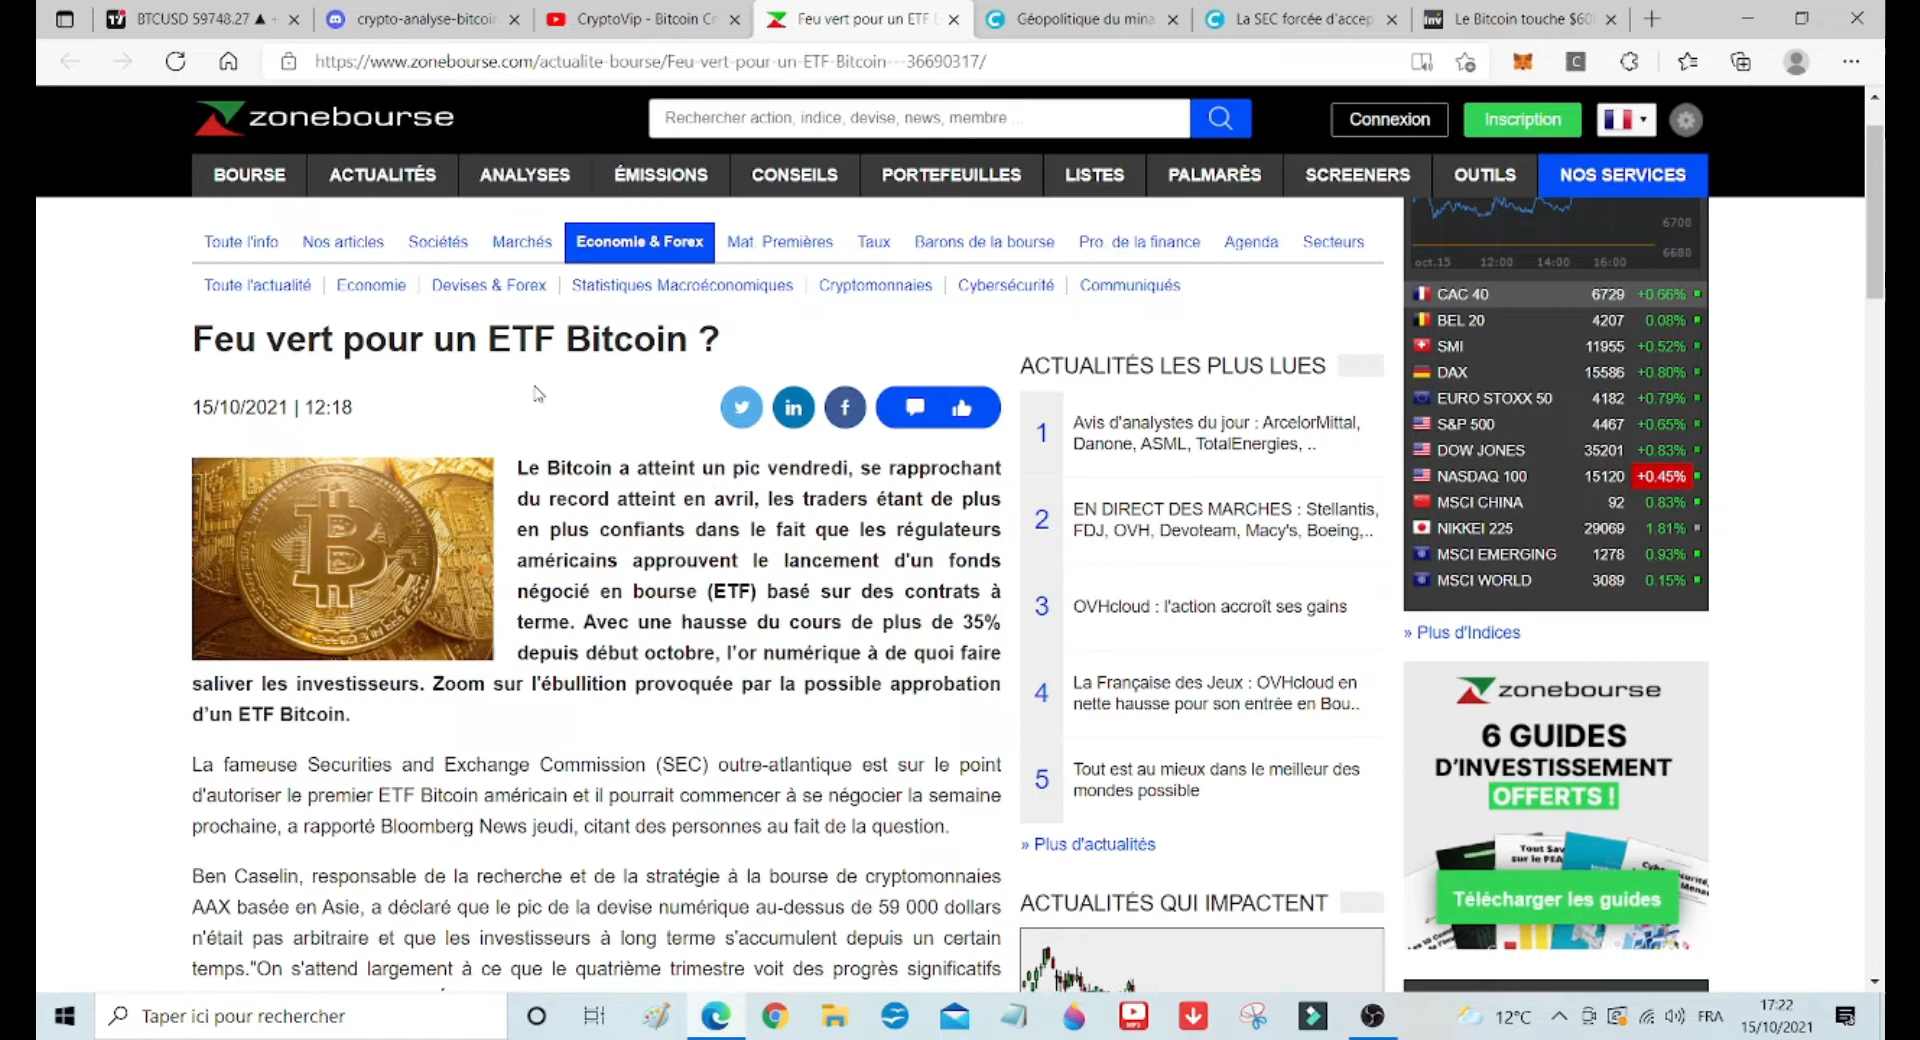 BTCUSD 59748.27 ▲ +
crypto-analyse-bitcoin
CryptoVip - Bitcoin Cr
Feu vert pour un ETF
Géopolitique du mina
La SEC forcée d'accep
Inv
Le Bitcoin touche $60
https://www.zonebourse.com/actualite-bourse/Feu-vert-pour-un-ETF-Bitcoin---36690317/
zonebourse
Rechercher action, indice, devise, news, membre ...
Connexion
Inscription
BOURSE
ACTUALITÉS
ANALYSES
ÉMISSIONS
CONSEILS
PORTEFEUILLES
LISTES
PALMARÈS
SCREENERS
OUTILS
NOS SERVICES
Toute l'info
Nos articles
Sociétés
Marchés
Economie & Forex
Mat. Premières
Taux
Barons de la bourse
Pro. de la finance
Agenda
Secteurs
Toute l'actualité
Economie
Devises & Forex
Statistiques Macroéconomiques
Cryptomonnaies
Cybersécurité
Communiqués
Feu vert pour un ETF Bitcoin ?
15/10/2021 | 12:18
Le Bitcoin a atteint un pic vendredi, se rapprochant
du record atteint en avril, les traders étant de plus
en plus confiants dans le fait que les régulateurs
américains approuvent le lancement d'un fonds
négocié en bourse (ETF) basé sur des contrats à
terme. Avec une hausse du cours de plus de 35%
depuis début octobre, l'or numérique à de quoi faire
saliver les investisseurs. Zoom sur l'ébullition provoquée par la possible approbation
d'un ETF Bitcoin.
La fameuse Securities and Exchange Commission (SEC) outre-atlantique est sur le point
d'autoriser le premier ETF Bitcoin américain et il pourrait commencer à se négocier la semaine
prochaine, a rapporté Bloomberg News jeudi, citant des personnes au fait de la question.
Ben Caselin, responsable de la recherche et de la stratégie à la bourse de cryptomonnaies
AAX basée en Asie, a déclaré que le pic de la devise numérique au-dessus de 59 000 dollars
n'était pas arbitraire et que les investisseurs à long terme s'accumulent depuis un certain
temps."On s'attend largement à ce que le quatrième trimestre voit des progrès significatifs
ACTUALITÉS LES PLUS LUES
1
Avis d'analystes du jour : ArcelorMittal,
Danone, ASML, TotalEnergies, ..
2
EN DIRECT DES MARCHES : Stellantis,
FDJ, OVH, Devoteam, Macy's, Boeing,..
3
OVHcloud : l'action accroît ses gains
4
La Française des Jeux : OVHcloud en
nette hausse pour son entrée en Bou..
5
Tout est au mieux dans le meilleur des
mondes possible
» Plus d'actualités
ACTUALITÉS QUI IMPACTENT
6700
6680
oct.15 12:00 14:00 16:00
CAC 40 6729 +0.66%
BEL 20 4207 0.08%
SMI 11955 +0.52%
DAX 15586 +0.80%
EURO STOXX 50 4182 +0.79%
S&P 500 4467 +0.65%
DOW JONES 35201 +0.83%
NASDAQ 100 15120 +0.45%
MSCI CHINA 92 0.83%
NIKKEI 225 29069 1.81%
MSCI EMERGING 1278 0.93%
MSCI WORLD 3089 0.15%
» Plus d'Indices
zonebourse
6 GUIDES
D'INVESTISSEMENT
OFFERTS !
Tout Sav
sur le PEA
Télécharger les guides
Taper ici pour rechercher
MP3
12°C
FRA
17:22
15/10/2021